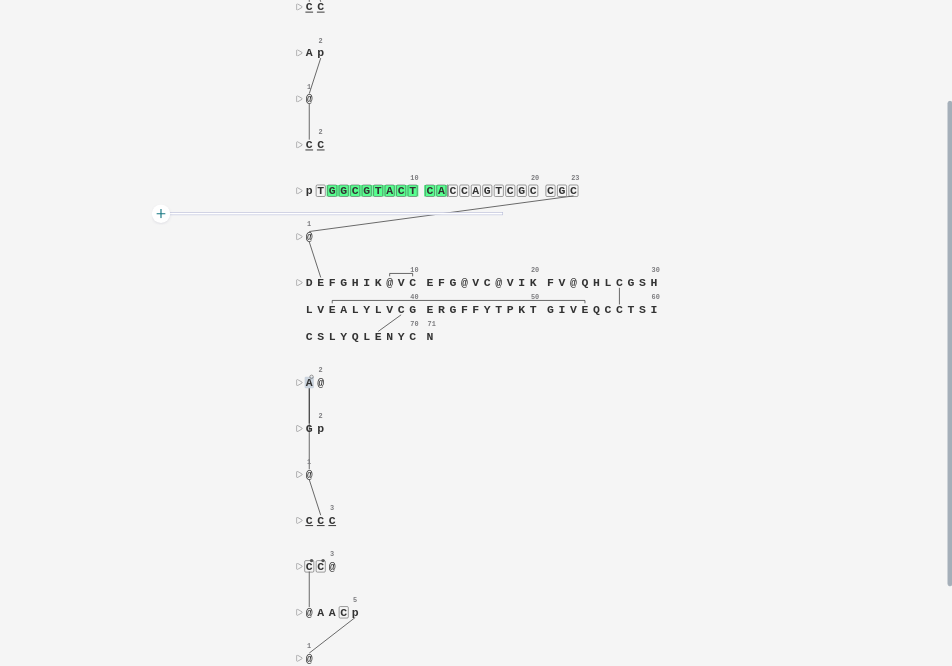 C C
2
A p
1
@
2
C C
10 20 23
p T G G C G T A C T C A C C A G T C G C C G C
+
1
@
10 20 30
D E F G H I K @ V C E F G @ V C @ V I K F V @ Q H L C G S H
40 50 60
L V E A L Y L V C G E R G F F Y T P K T G I V E Q C C T S I
70 71
C S L Y Q L E N Y C N
2
A @
2
G p
1
@
3
C C C
3
C C @
5
@ A A C p
1
@